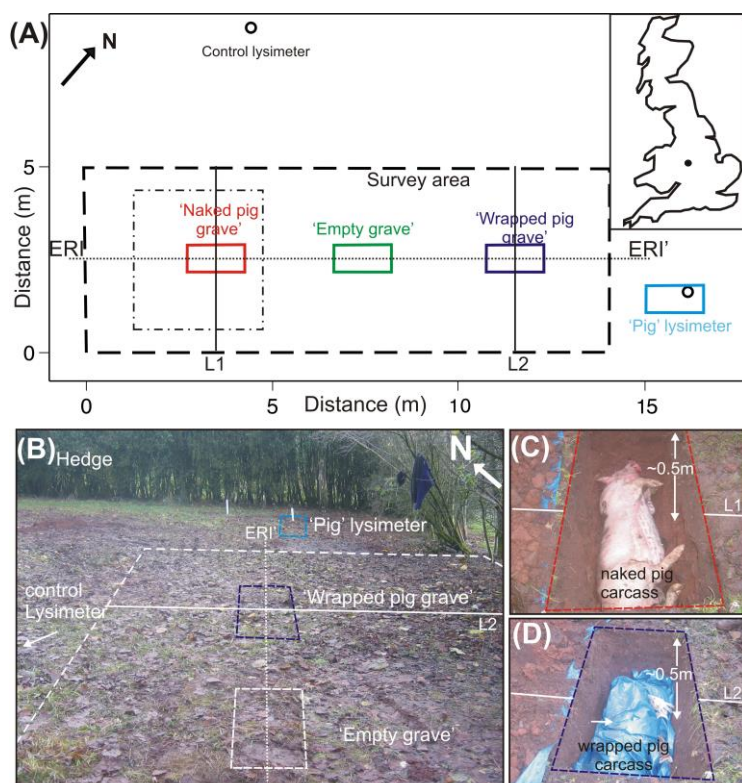 (A)
N
Control lysimeter
Distance (m)
5
0
Survey area
'Naked pig
grave'
'Empty grave'
'Wrapped pig
grave'
ERI
ERI'
'Pig' lysimeter
L1
L2
0
5
10
15
Distance (m)
(B)
Hedge
N
'Pig' lysimeter
ERI'
control
Lysimeter
'Wrapped pig grave'
L2
'Empty grave'
(C)
~0.5m
L1
naked pig
carcass
(D)
~0.5m
L2
wrapped pig
carcass